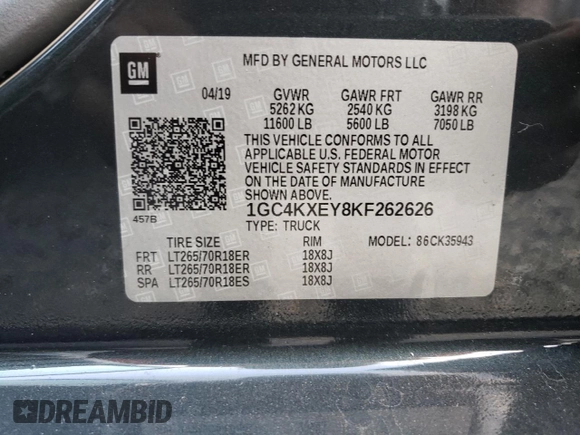 GM
MFD BY GENERAL MOTORS LLC
04/19 GVWR GAWR FRT GAWR RR
5262 KG 2540 KG 3198 KG
11600 LB 5600 LB 7050 LB
THIS VEHICLE CONFORMS TO ALL
APPLICABLE U.S. FEDERAL MOTOR
VEHICLE SAFETY STANDARDS IN EFFECT
ON THE DATE OF MANUFACTURE
SHOWN ABOVE.
457B
1GC4KXEY8KF262626
TYPE: TRUCK
TIRE SIZE RIM MODEL: 86CK35943
FRT LT265/70R18ER 18X8J
RR LT265/70R18ER 18X8J
SPA LT265/70R18ES 18X8J
DREAMBID